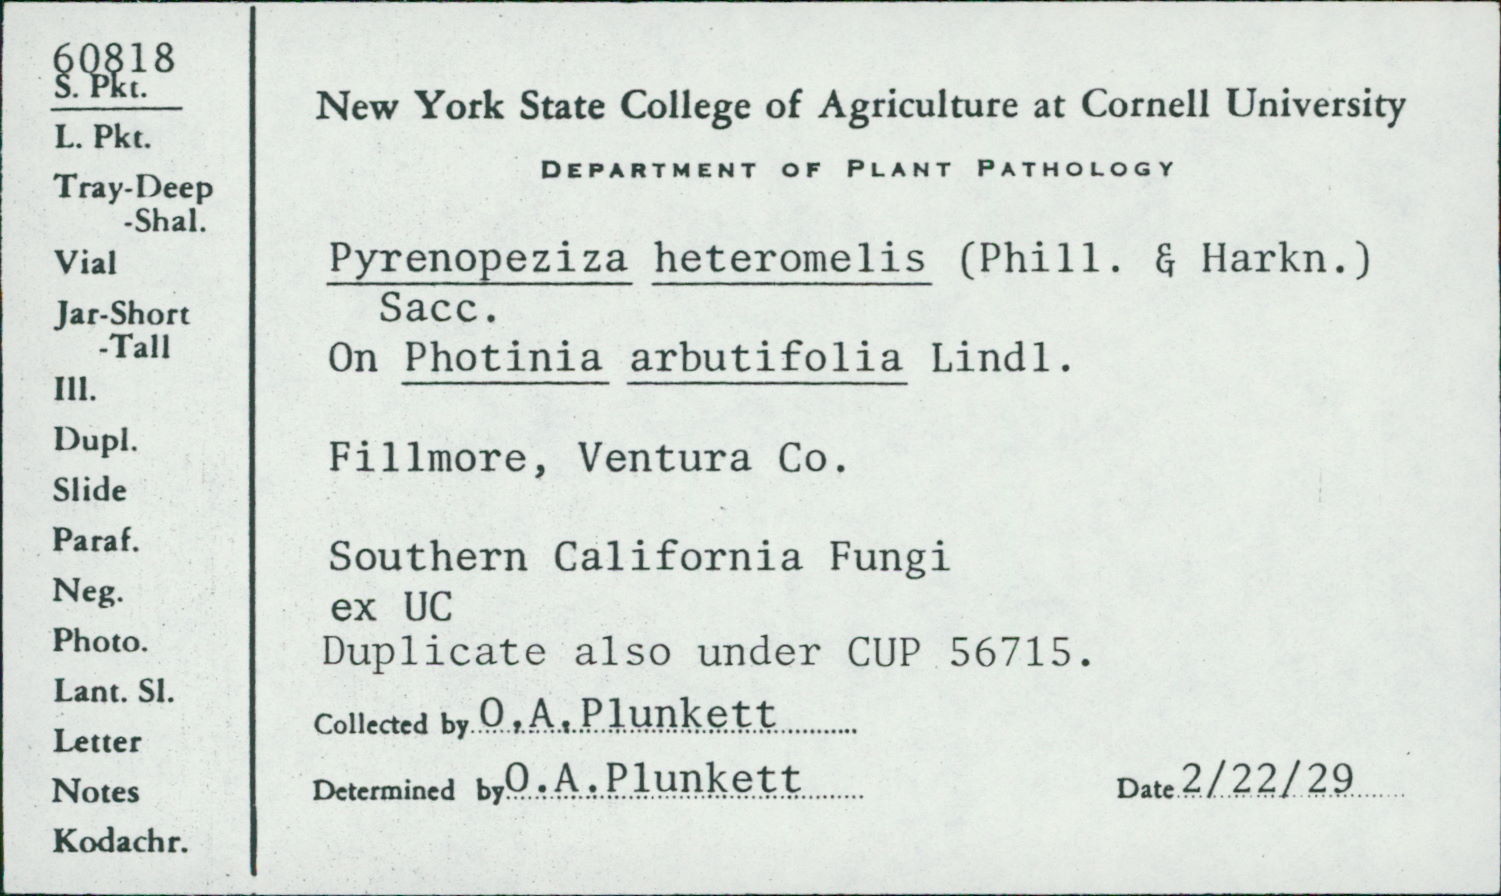 60818
S. Pkt.
L. Pkt.
Tray-Deep
-Shal.
Vial
Jar-Short
-Tall
Ill.
Dupl.
Slide
Paraf.
Neg.
Photo.
Lant. Sl.
Letter
Notes
Kodachr.
New York State College of Agriculture at Cornell University
DEPARTMENT OF PLANT PATHOLOGY
Pyrenopeziza heteromelis (Phill. & Harkn.)
Sacc.
On Photinia arbutifolia Lindl.
Fillmore, Ventura Co.
Southern California Fungi
ex UC
Duplicate also under CUP 56715.
Collected by O.A.Plunkett
Determined by O.A.Plunkett
Date 2/22/29